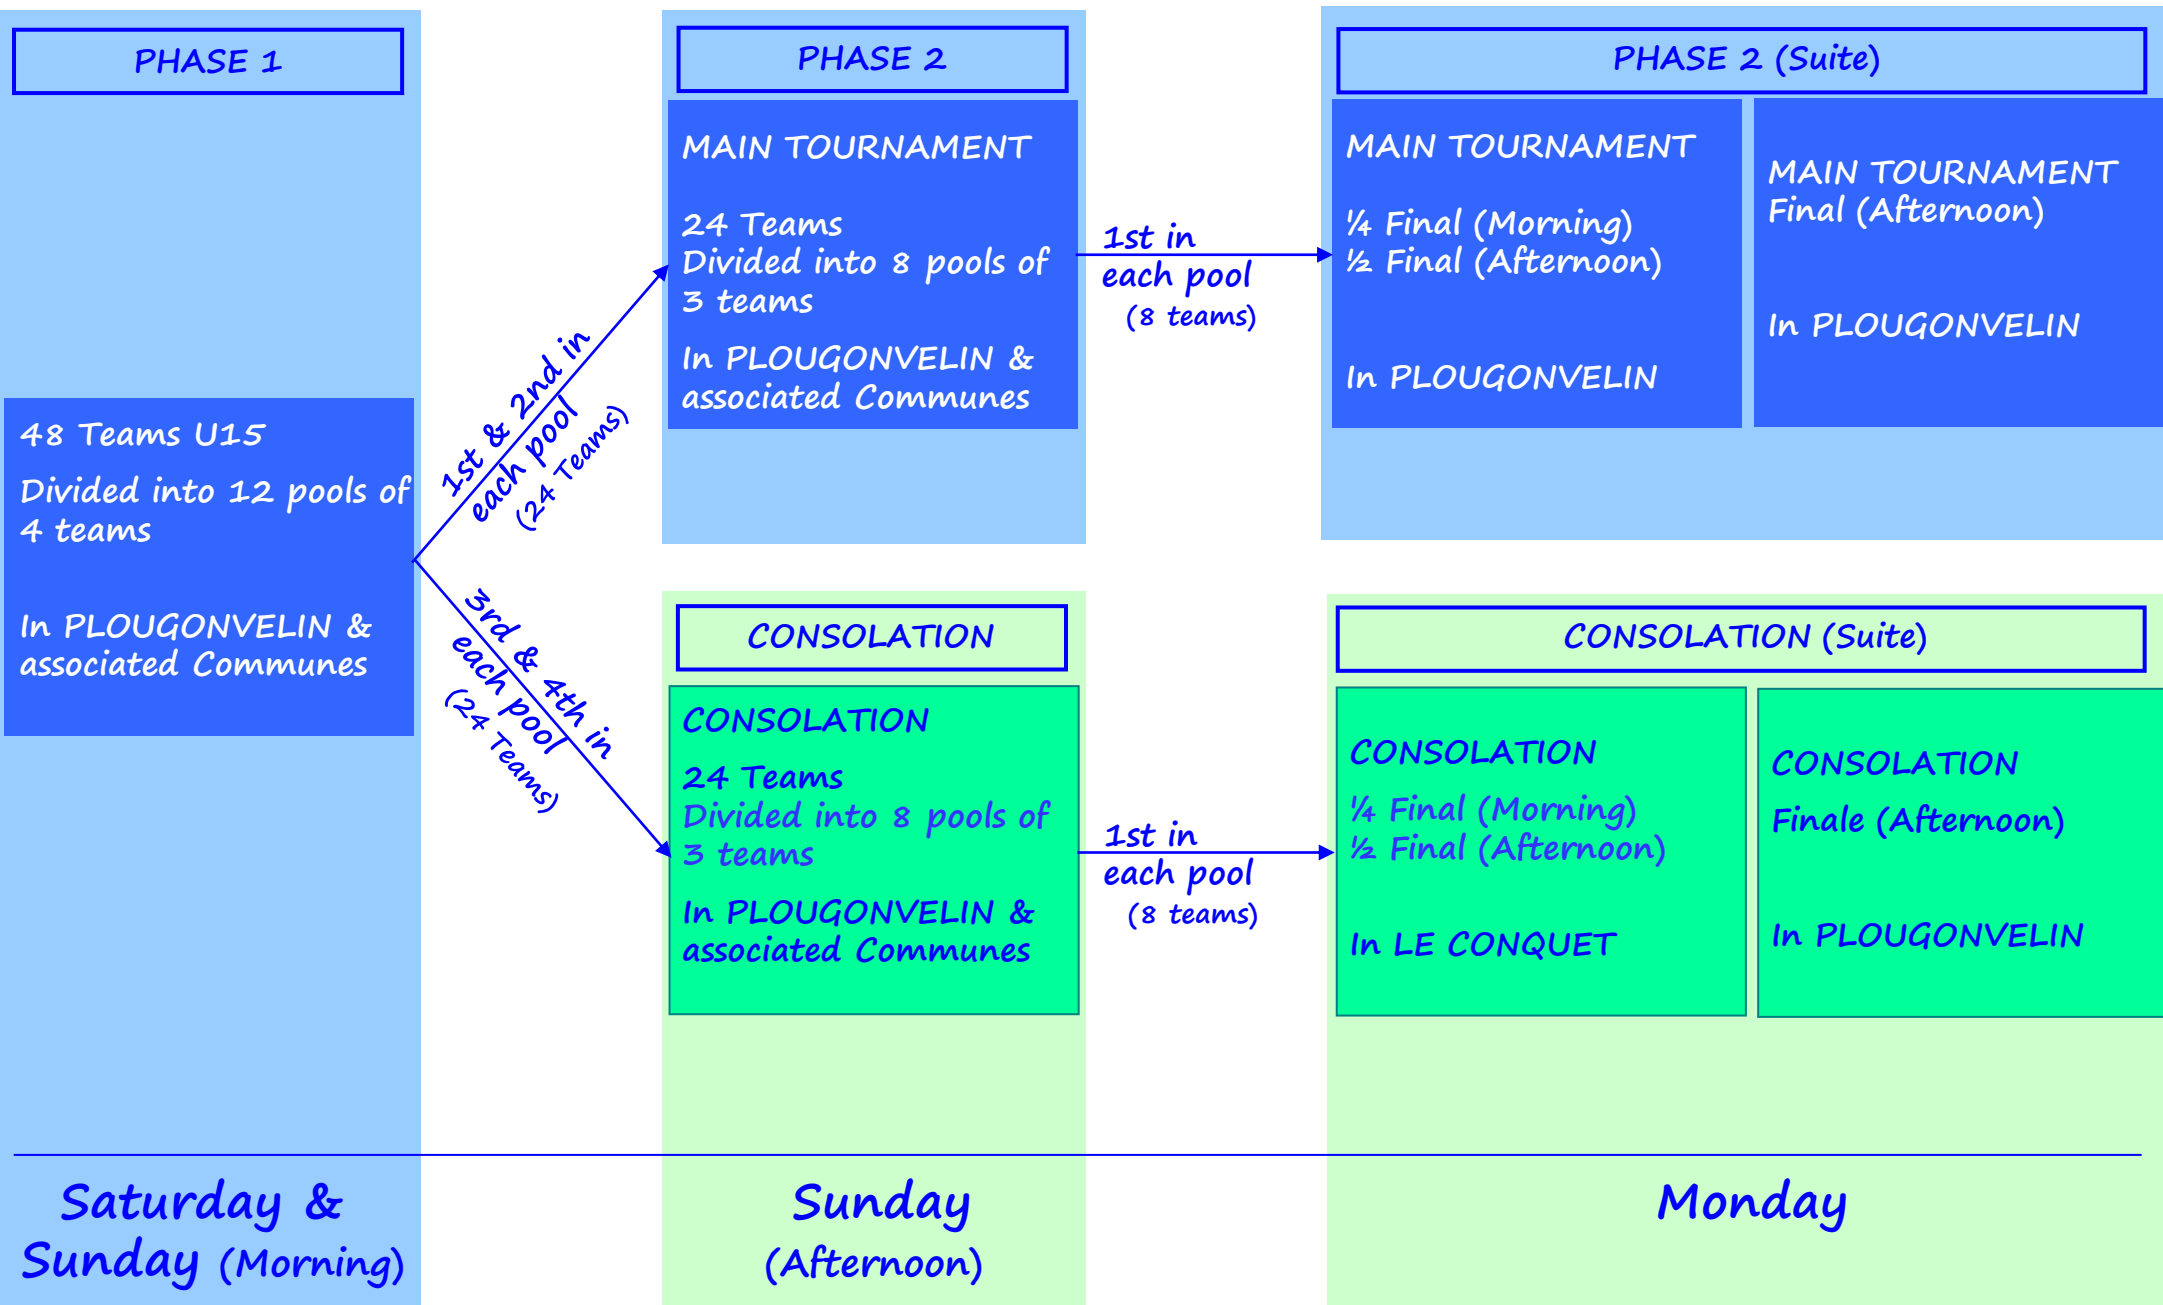 PHASE 1
48 Teams U15
Divided into 12 pools of
4 teams
In PLOUGONVELIN &
associated Communes
1st & 2nd in
each pool
(24 Teams)
3rd & 4th in
each pool
(24 Teams)
PHASE 2
MAIN TOURNAMENT
24 Teams
Divided into 8 pools of
3 teams
In PLOUGONVELIN &
associated Communes
1st in
each pool
(8 teams)
PHASE 2 (Suite)
MAIN TOURNAMENT
¼ Final (Morning)
½ Final (Afternoon)
In PLOUGONVELIN
MAIN TOURNAMENT
Final (Afternoon)
In PLOUGONVELIN
CONSOLATION
CONSOLATION
24 Teams
Divided into 8 pools of
3 teams
In PLOUGONVELIN &
associated Communes
1st in
each pool
(8 teams)
CONSOLATION (Suite)
CONSOLATION
¼ Final (Morning)
½ Final (Afternoon)
In LE CONQUET
CONSOLATION
Finale (Afternoon)
In PLOUGONVELIN
Saturday &
Sunday (Morning)
Sunday
(Afternoon)
Monday